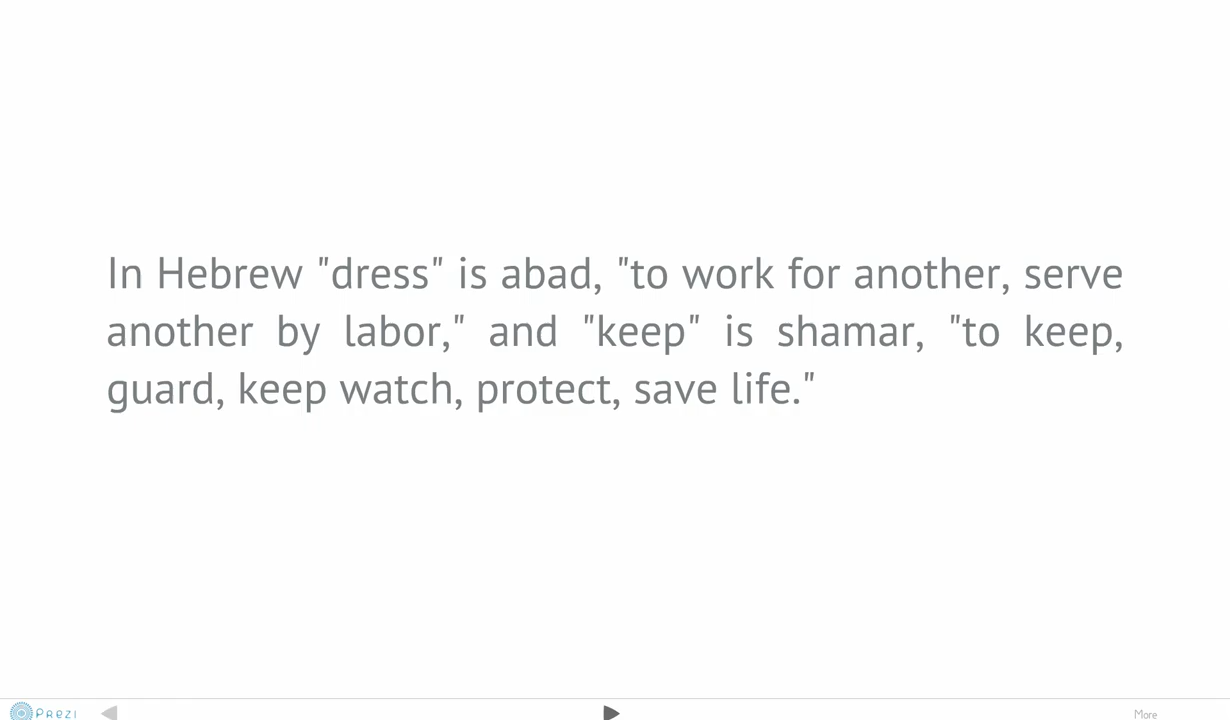 In Hebrew "dress" is abad, "to work for another, serve
another by labor," and "keep" is shamar, "to keep,
guard, keep watch, protect, save life."
PREZI
More